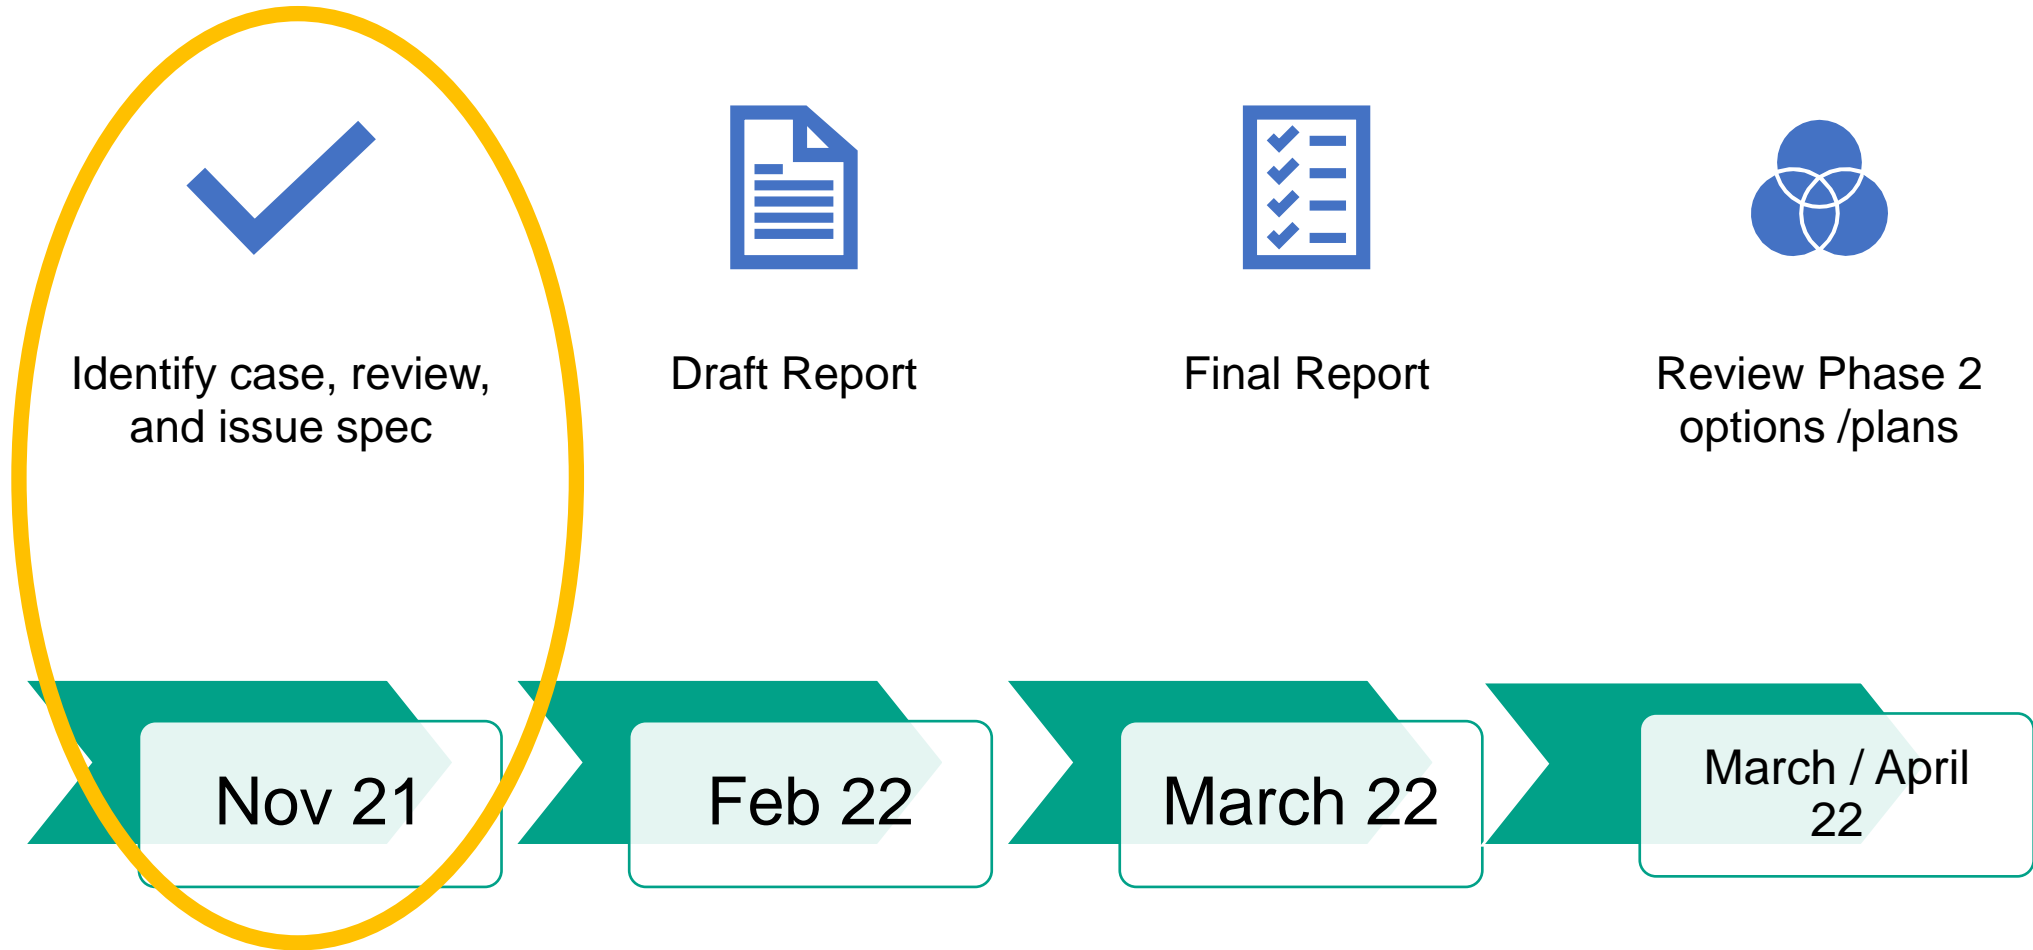 Identify case, review,
and issue spec
Draft Report
Final Report
Review Phase 2
options /plans
Nov 21
Feb 22
March 22
March / April
22